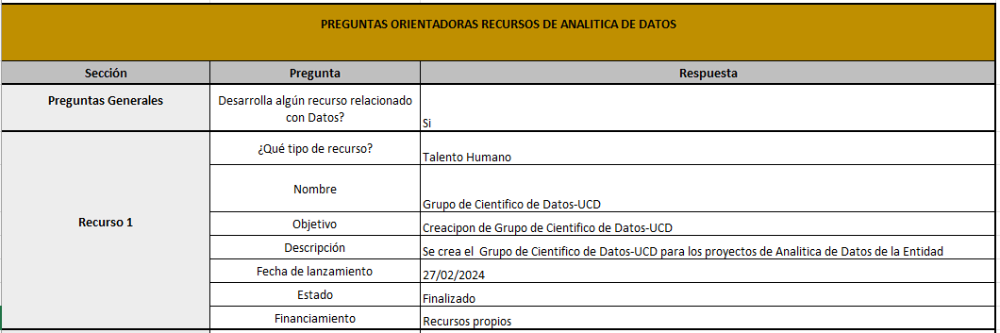 PREGUNTAS ORIENTADORAS RECURSOS DE ANALITICA DE DATOS
Sección Pregunta Respuesta
Preguntas Generales Desarrolla algún recurso relacionado
con Datos? Si
Recurso 1
¿Qué tipo de recurso? Talento Humano
Nombre Grupo de Cientifico de Datos-UCD
Objetivo Creacipon de Grupo de Cientifico de Datos-UCD
Descripción Se crea el  Grupo de Cientifico de Datos-UCD para los proyectos de Analitica de Datos de la Entidad
Fecha de lanzamiento 27/02/2024
Estado Finalizado
Financiamiento Recursos propios